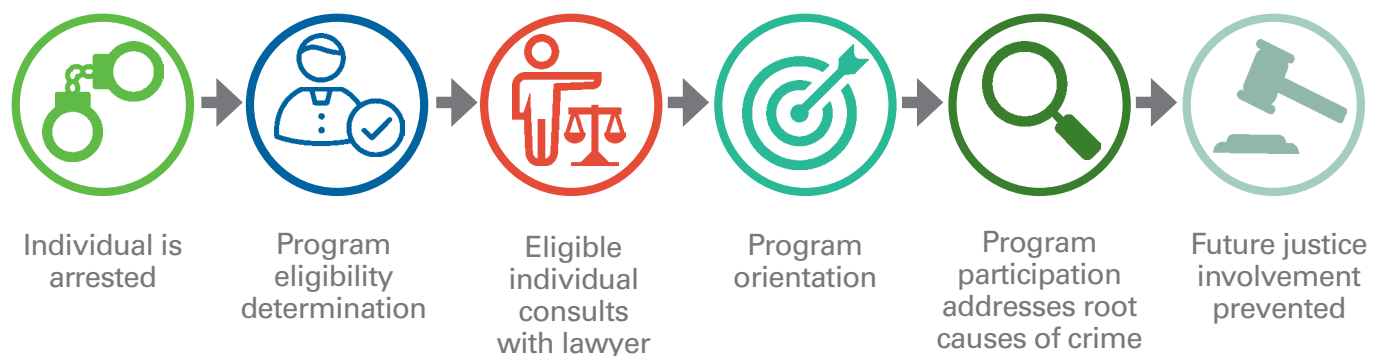 Individual is
arrested
Program
eligibility
determination
Eligible
individual
consults
with lawyer
Program
orientation
Program
participation
addresses root
causes of crime
Future justice
involvement
prevented